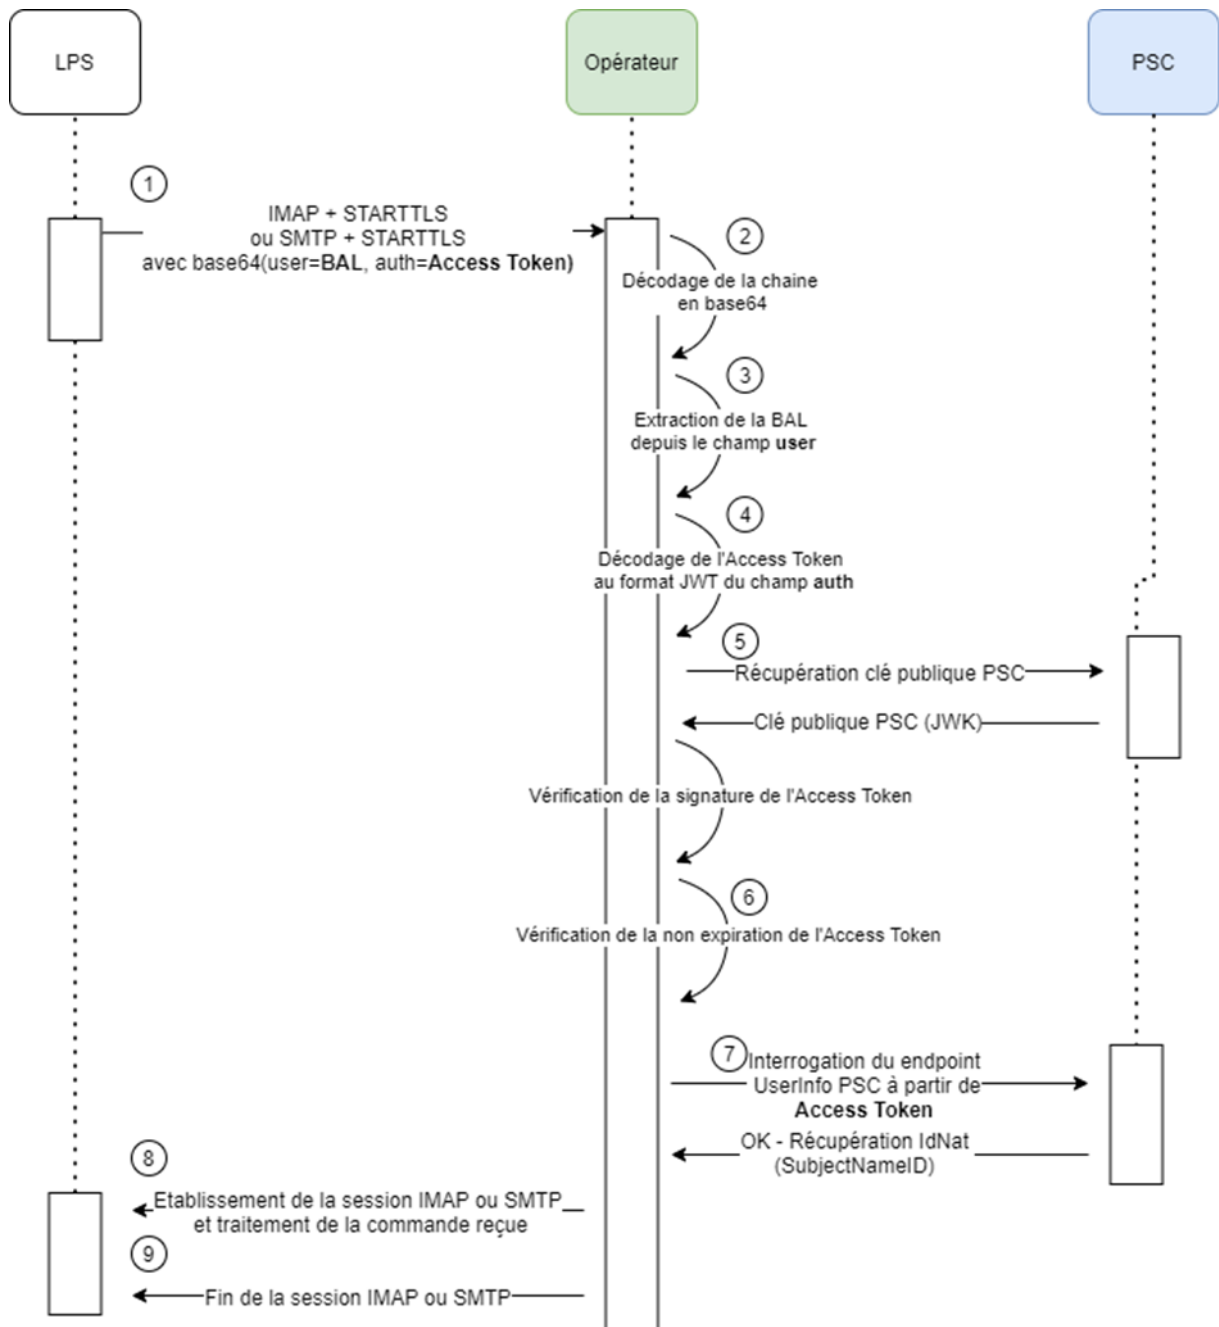 LPS
Opérateur
PSC
1
IMAP + STARTTLS
ou SMTP + STARTTLS
avec base64(user=BAL, auth=Access Token)
2
Décodage de la chaine
en base64
3
Extraction de la BAL
depuis le champ user
4
Décodage de l'Access Token
au format JWT du champ auth
5
Récupération clé publique PSC
Clé publique PSC (JWK)
Vérification de la signature de l'Access Token
6
Vérification de la non expiration de l'Access Token
7
Interrogation du endpoint
UserInfo PSC à partir de
Access Token
OK - Récupération IdNat
(SubjectNameID)
8
Etablissement de la session IMAP ou SMTP
et traitement de la commande reçue
9
Fin de la session IMAP ou SMTP